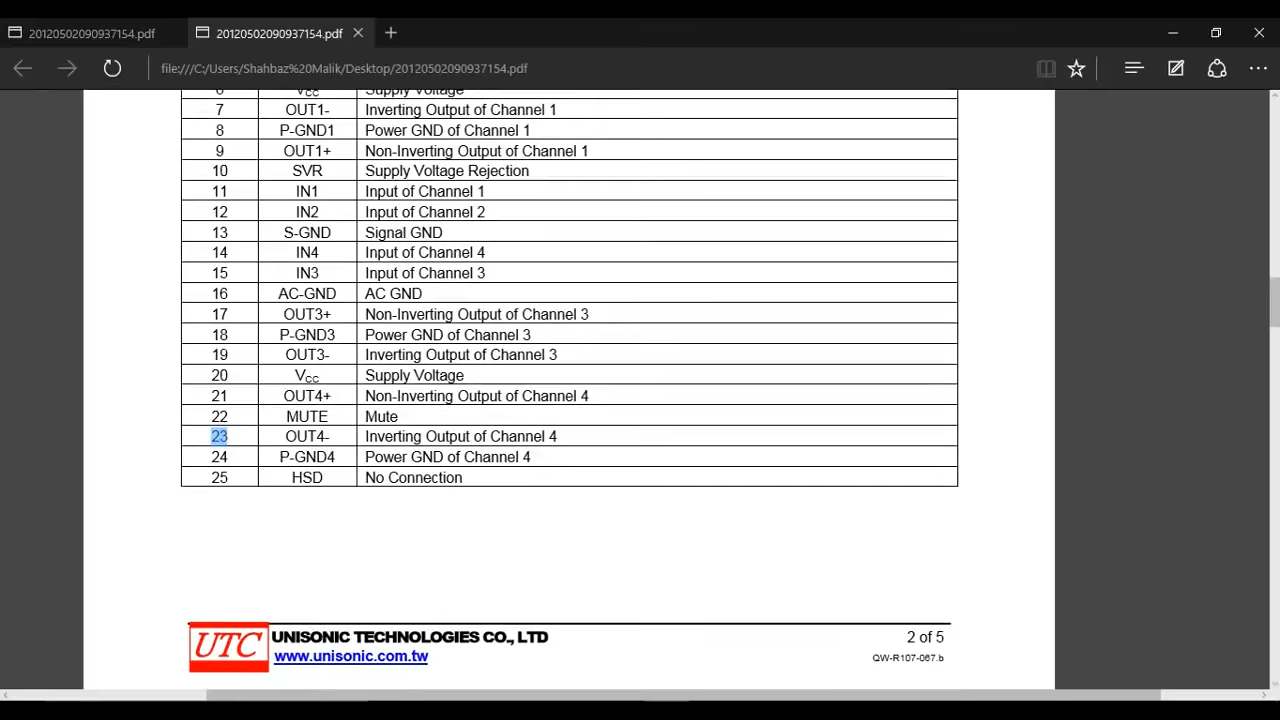 20120502090937154.pdf
20120502090937154.pdf
file:///C:/Users/Shahbaz%20Malik/Desktop/20120502090937154.pdf
6 VCC Supply Voltage
7 OUT1- Inverting Output of Channel 1
8 P-GND1 Power GND of Channel 1
9 OUT1+ Non-Inverting Output of Channel 1
10 SVR Supply Voltage Rejection
11 IN1 Input of Channel 1
12 IN2 Input of Channel 2
13 S-GND Signal GND
14 IN4 Input of Channel 4
15 IN3 Input of Channel 3
16 AC-GND AC GND
17 OUT3+ Non-Inverting Output of Channel 3
18 P-GND3 Power GND of Channel 3
19 OUT3- Inverting Output of Channel 3
20 VCC Supply Voltage
21 OUT4+ Non-Inverting Output of Channel 4
22 MUTE Mute
23 OUT4- Inverting Output of Channel 4
24 P-GND4 Power GND of Channel 4
25 HSD No Connection
UTC UNISONIC TECHNOLOGIES CO., LTD 2 of 5
www.unisonic.com.tw QW-R107-067.b